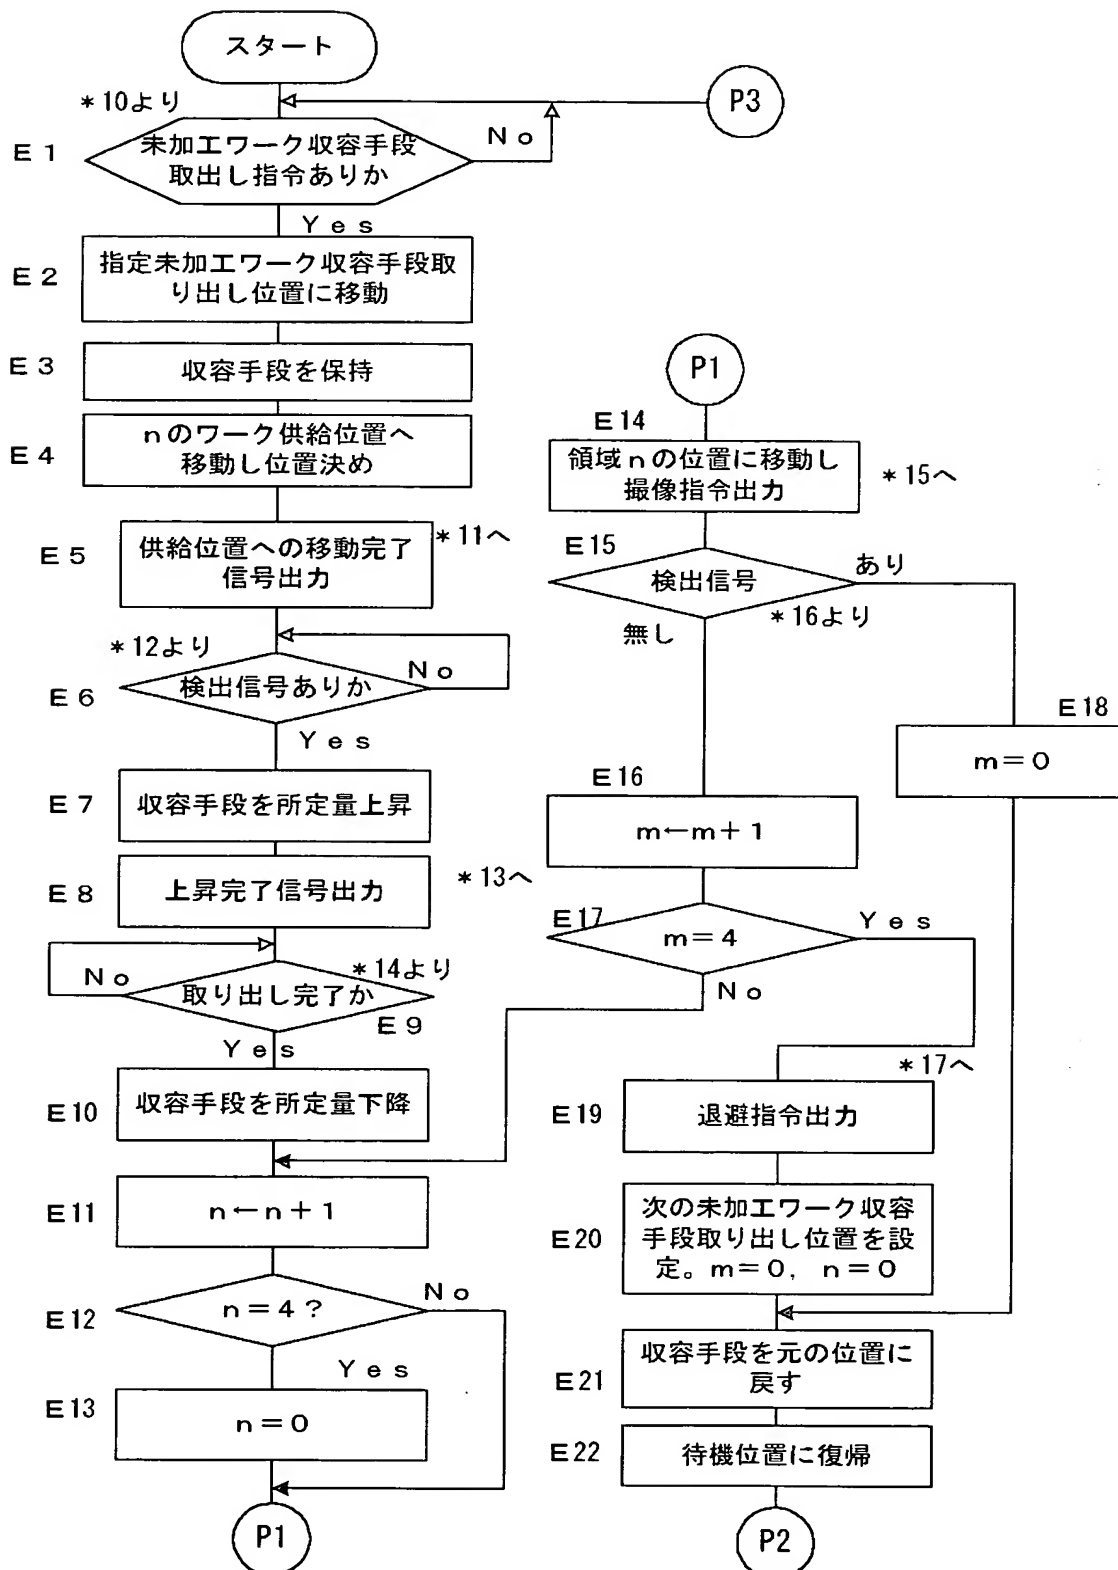 スタート
*10より
P3
E1
未加工ワーク収容手段
取出し指令ありか
No
Yes
E2
指定未加工ワーク収容手段取
り出し位置に移動
E3
収容手段を保持
E4
nのワーク供給位置へ
移動し位置決め
E5
供給位置への移動完了
信号出力
*11へ
*12より
E6
検出信号ありか
No
Yes
E7
収容手段を所定量上昇
E8
上昇完了信号出力
*13へ
No
*14より
取り出し完了か
E9
Yes
E10
収容手段を所定量下降
E11
n←n+1
E12
n=4?
No
Yes
E13
n=0
P1
P1
E14
領域nの位置に移動し
撮像指令出力
*15へ
E15
検出信号
あり
*16より
無し
E18
m=0
E16
m←m+1
E17
m=4
Yes
No
*17へ
E19
退避指令出力
E20
次の未加工ワーク収容
手段取り出し位置を設
定。m=0, n=0
E21
収容手段を元の位置に
戻す
E22
待機位置に復帰
P2